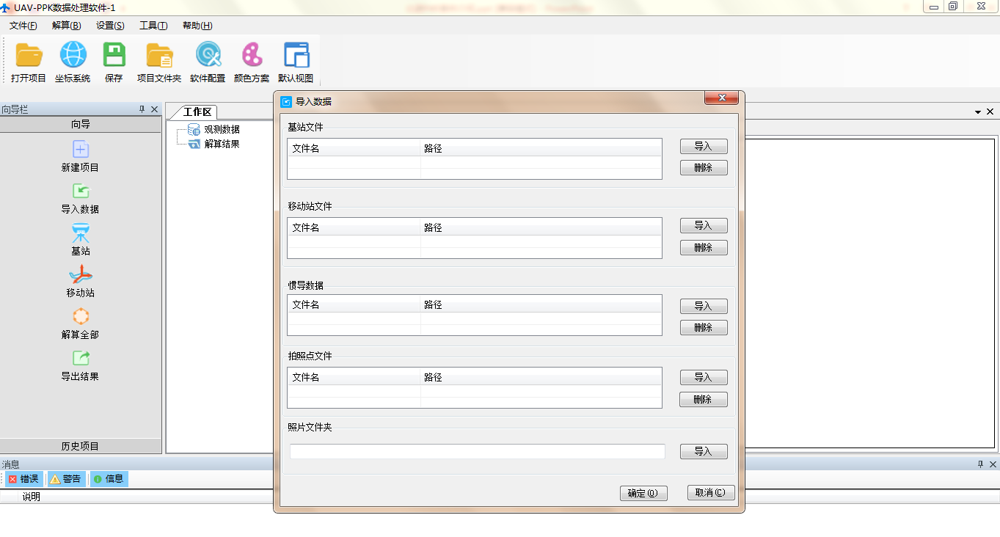 UAV-PPK数据处理软件-1
文件(F) 解算(B) 设置(S) 工具(T) 帮助(H)
打开项目 坐标系统 保存 项目文件夹 软件配置 颜色方案 默认视图
向导栏
向导
新建项目
导入数据
基站
移动站
解算全部
导出结果
历史项目
工作区
观测数据
解算结果
导入数据
基站文件
文件名 路径
导入
删除
移动站文件
文件名 路径
导入
删除
惯导数据
文件名 路径
导入
删除
拍照点文件
文件名 路径
导入
删除
照片文件夹
导入
确定(O) 取消(C)
消息
错误 警告 信息
说明